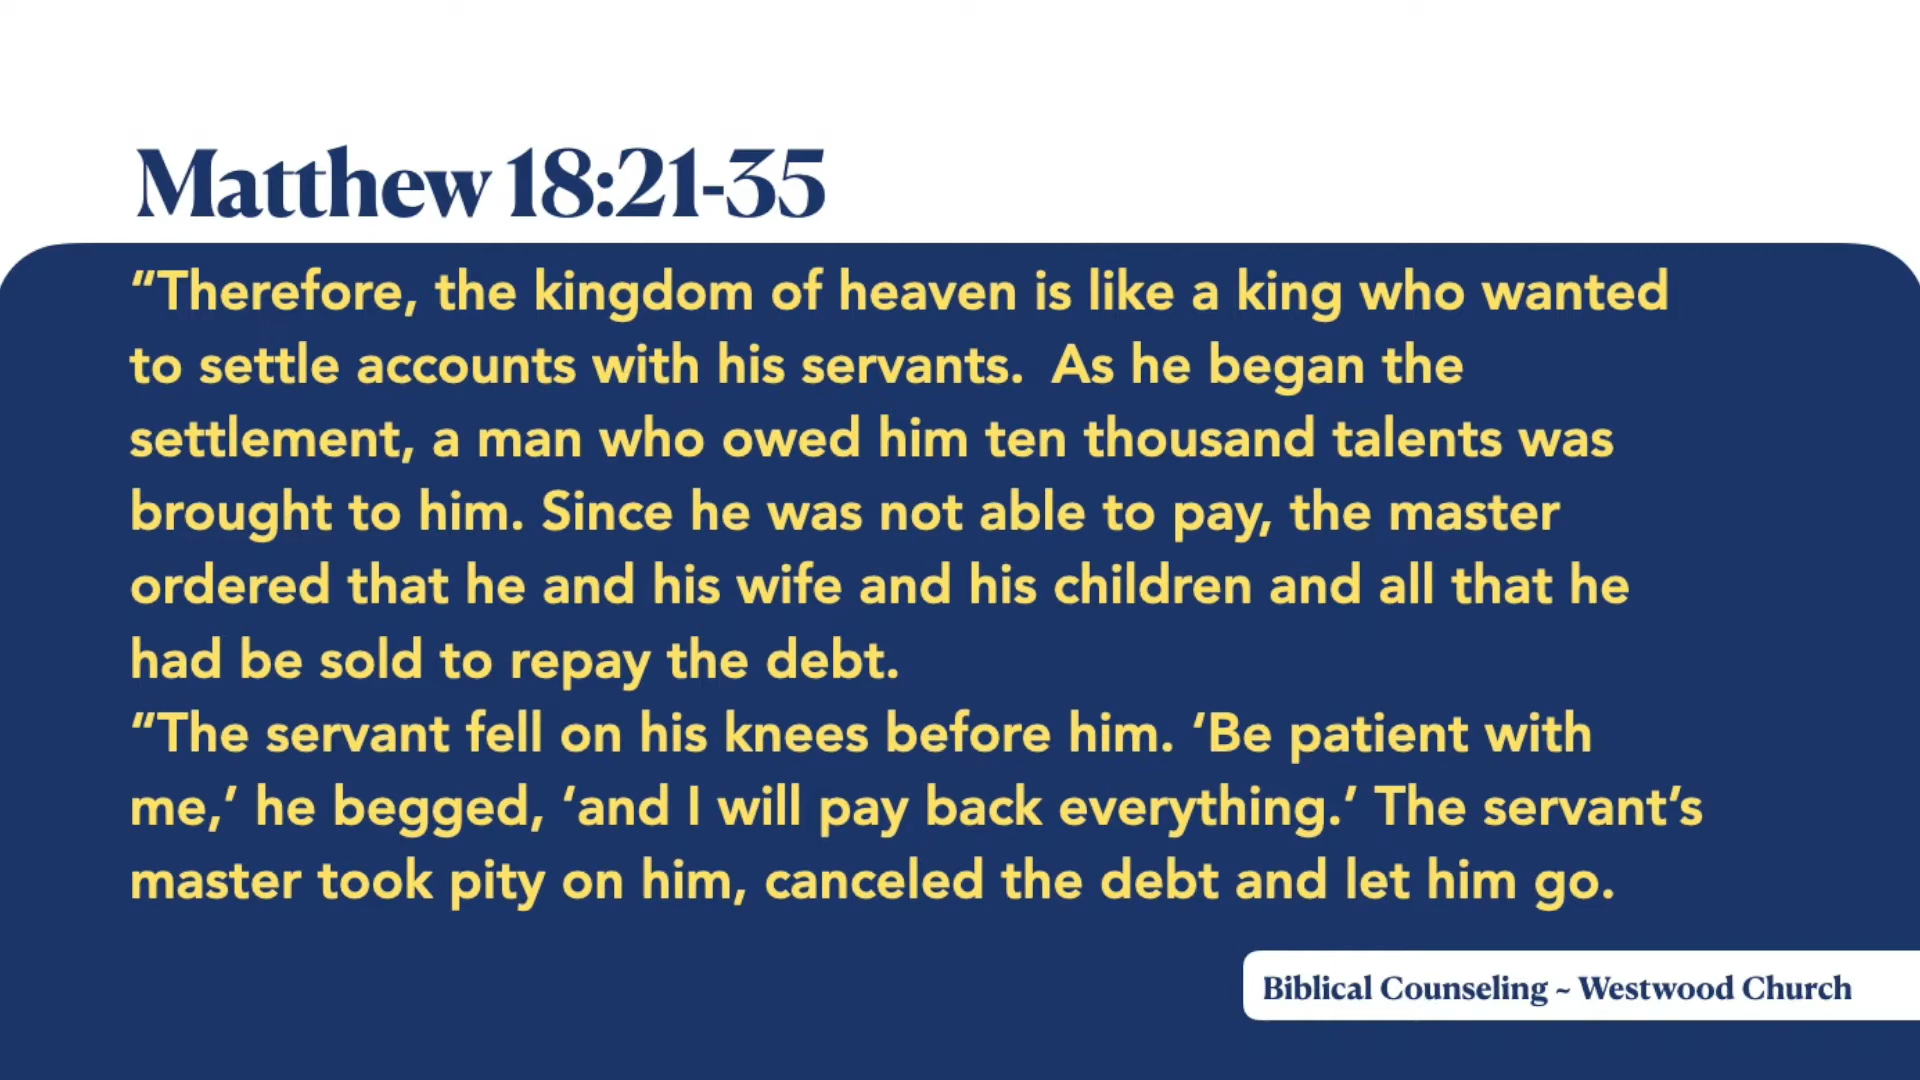 Matthew 18:21-35
“Therefore, the kingdom of heaven is like a king who wanted
to settle accounts with his servants.  As he began the
settlement, a man who owed him ten thousand talents was
brought to him. Since he was not able to pay, the master
ordered that he and his wife and his children and all that he
had be sold to repay the debt.
“The servant fell on his knees before him. ‘Be patient with
me,’ he begged, ‘and I will pay back everything.’ The servant’s
master took pity on him, canceled the debt and let him go.
Biblical Counseling ~ Westwood Church